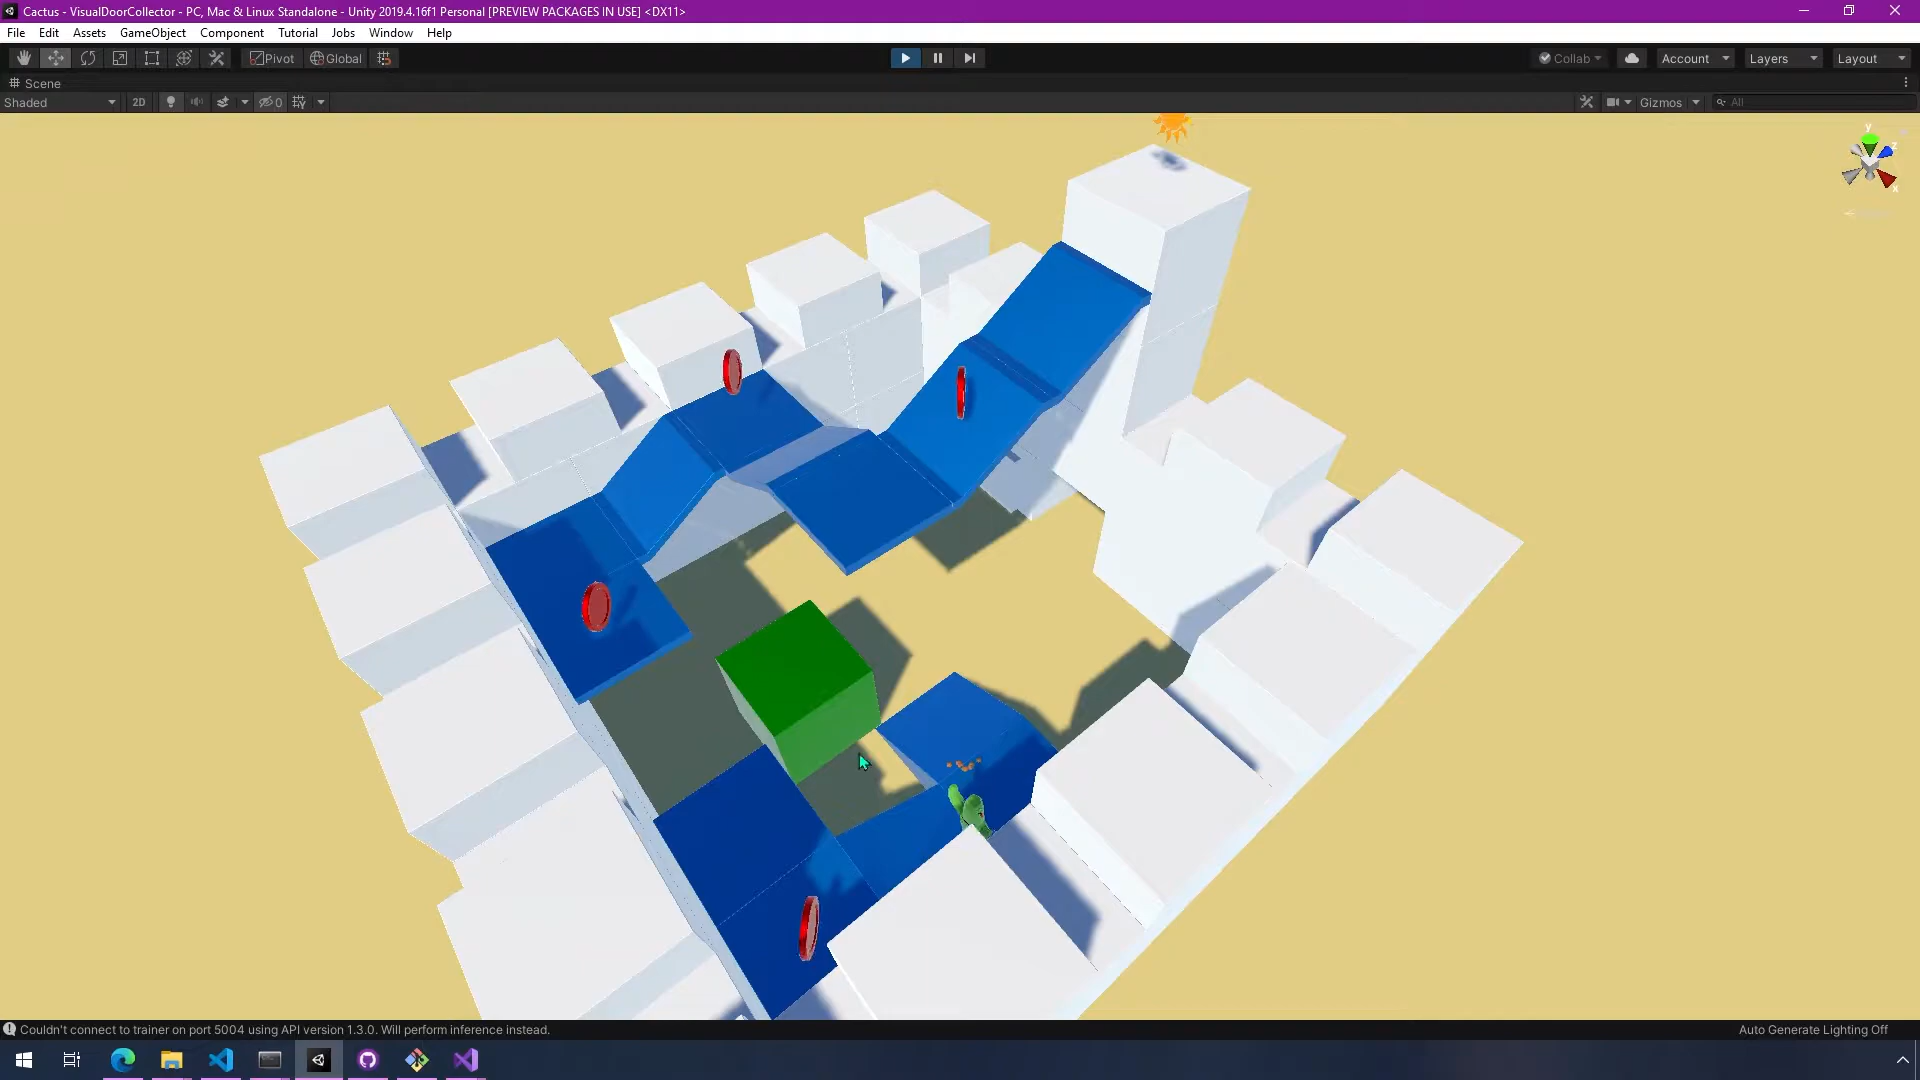 Cactus - VisualDoorCollector - PC, Mac & Linux Standalone - Unity 2019.4.16f1 Personal [PREVIEW PACKAGES IN USE] <DX11>
File Edit Assets GameObject Component Tutorial Jobs Window Help
Pivot Global Collab Account Layers Layout
Scene
Shaded 2D 0 Gizmos All
y
z
x
Couldn't connect to trainer on port 5004 using API version 1.3.0. Will perform inference instead. Auto Generate Lighting Off